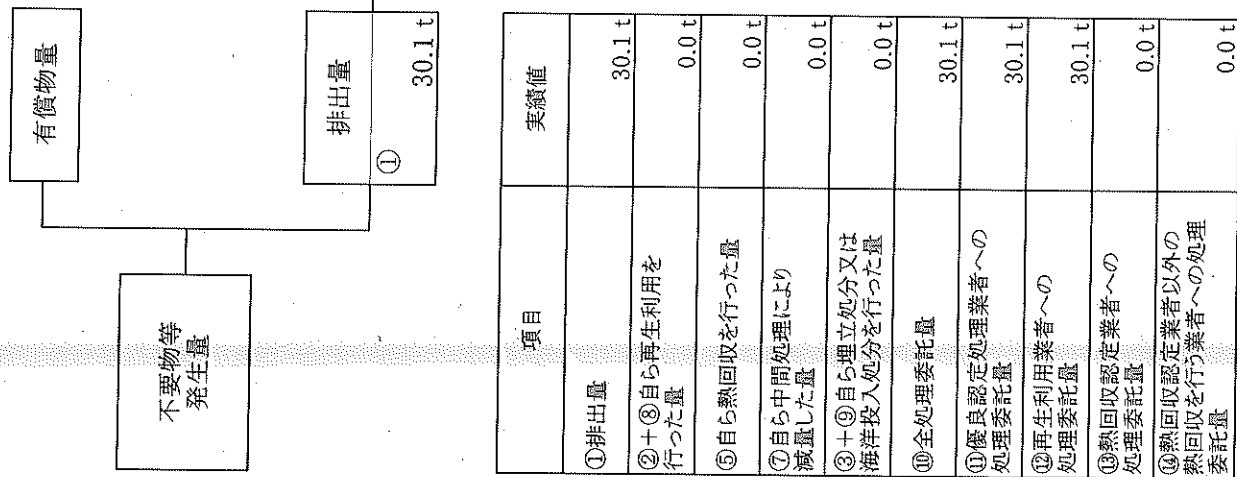 有償物量
排出量
①
30.1 t
不要物等
発生量
項目
実績値
①排出量
30.1 t
②+⑧自ら再生利用を
行った量
0.0 t
⑤自ら熱回収を行った量
0.0 t
⑦自ら中間処理により
減量した量
0.0 t
③+⑨自ら埋立処分又は
海洋投入処分を行った量
0.0 t
⑩全処理委託量
30.1 t
⑪優良認定処理業者への
処理委託量
30.1 t
⑫再生利用業者への
処理委託量
30.1 t
⑬熱回収認定業者への
処理委託量
0.0 t
⑭熱回収認定業者以外の
熱回収を行う業者への処理
委託量
0.0 t